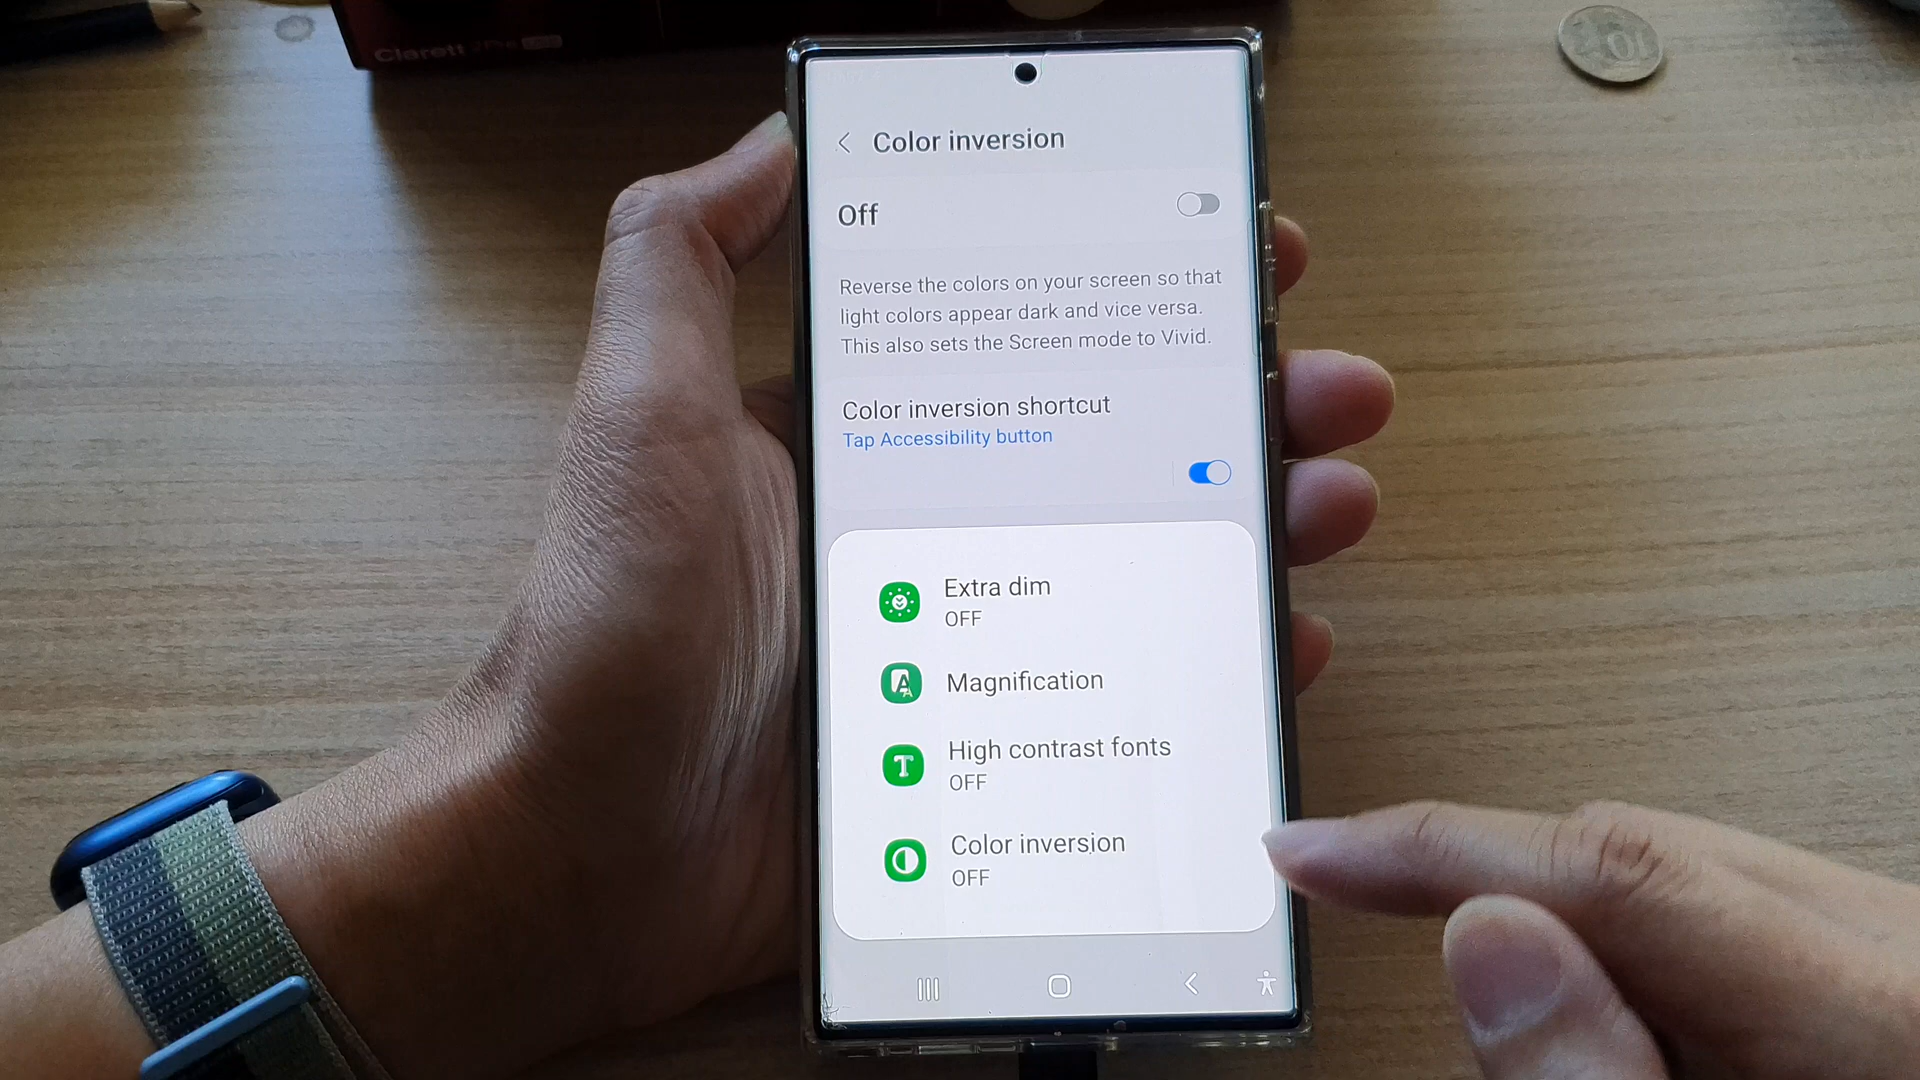 Clarett
Color inversion
Off
Reverse the colors on your screen so that
light colors appear dark and vice versa.
This also sets the Screen mode to Vivid.
Color inversion shortcut
Tap Accessibility button
Extra dim
OFF
Magnification
High contrast fonts
OFF
Color inversion
OFF